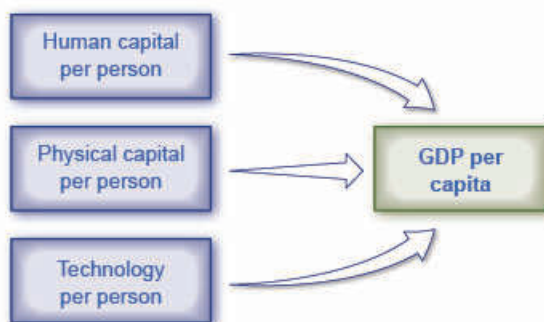 Human capital
per person
Physical capital
per person
GDP per
capita
Technology
per person